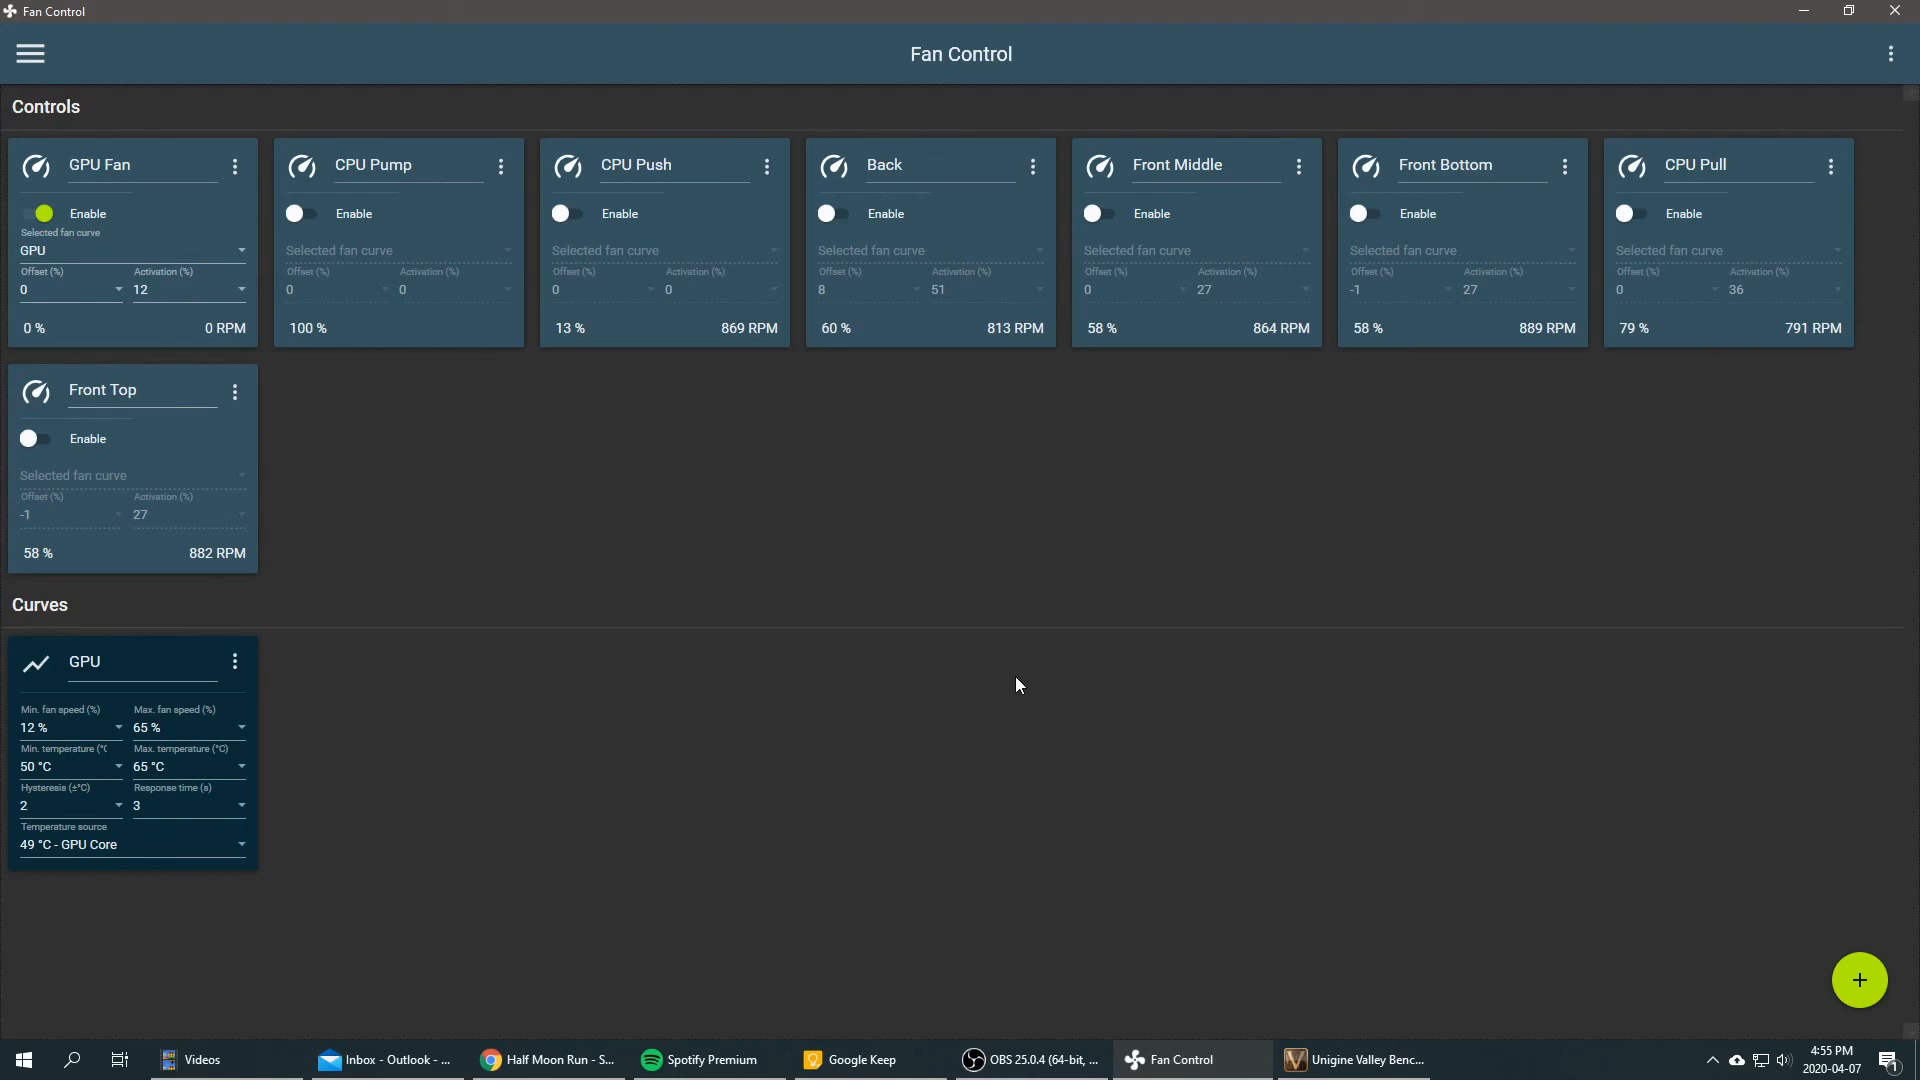 Fan Control
Fan Control
Controls
GPU Fan
Enable
Selected fan curve
GPU
Offset (%) Activation (%)
0 12
0 % 0 RPM
CPU Pump
Enable
Selected fan curve
Offset (%) Activation (%)
0 0
100 %
CPU Push
Enable
Selected fan curve
Offset (%) Activation (%)
0 0
13 % 869 RPM
Back
Enable
Selected fan curve
Offset (%) Activation (%)
8 51
60 % 813 RPM
Front Middle
Enable
Selected fan curve
Offset (%) Activation (%)
0 27
58 % 864 RPM
Front Bottom
Enable
Selected fan curve
Offset (%) Activation (%)
-1 27
58 % 889 RPM
CPU Pull
Enable
Selected fan curve
Offset (%) Activation (%)
0 36
79 % 791 RPM
Front Top
Enable
Selected fan curve
Offset (%) Activation (%)
-1 27
58 % 882 RPM
Curves
GPU
Min. fan speed (%) Max. fan speed (%)
12 % 65 %
Min. temperature (°C Max. temperature (°C)
50 °C 65 °C
Hysteresis (±°C) Response time (s)
2 3
Temperature source
49 °C - GPU Core
Videos
Inbox - Outlook - ...
Half Moon Run - S...
Spotify Premium
Google Keep
OBS 25.0.4 (64-bit, ...
Fan Control
Unigine Valley Benc...
4:55 PM
2020-04-07
1